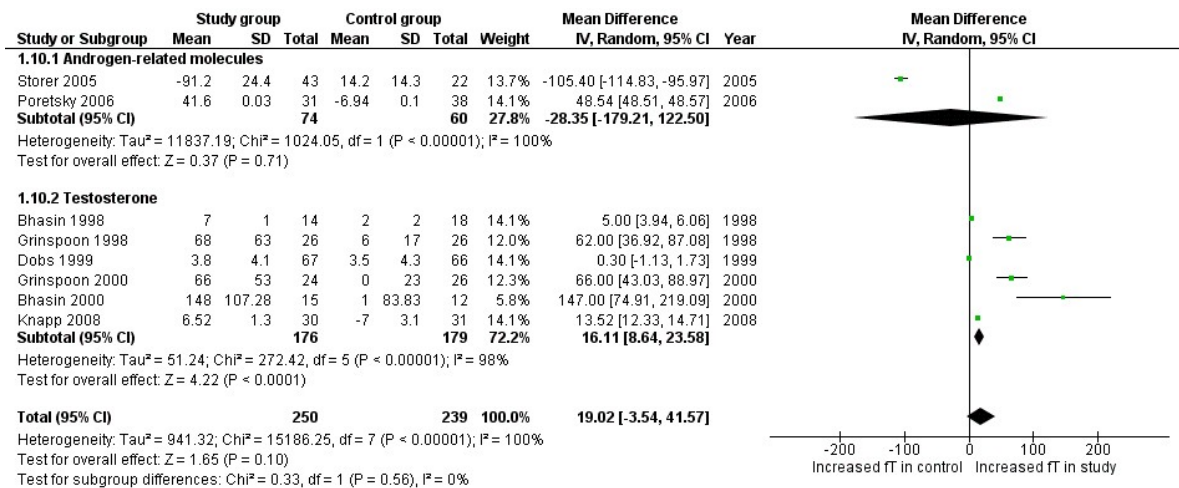 Study group Control group Mean Difference Mean Difference
Study or Subgroup Mean SD Total Mean SD Total Weight IV, Random, 95% CI Year IV, Random, 95% CI
1.10.1 Androgen-related molecules
Storer 2005 -91.2 24.4 43 14.2 14.3 22 13.7% -105.40 [-114.83, -95.97] 2005
Poretsky 2006 41.6 0.03 31 -6.94 0.1 38 14.1% 48.54 [48.51, 48.57] 2006
Subtotal (95% CI) 74 60 27.8% -28.35 [-179.21, 122.50]
Heterogeneity: Tau² = 11837.19; Chi² = 1024.05, df = 1 (P < 0.00001); I² = 100%
Test for overall effect: Z = 0.37 (P = 0.71)
1.10.2 Testosterone
Bhasin 1998 7 1 14 2 2 18 14.1% 5.00 [3.94, 6.06] 1998
Grinspoon 1998 68 63 26 6 17 26 12.0% 62.00 [36.92, 87.08] 1998
Dobs 1999 3.8 4.1 67 3.5 4.3 66 14.1% 0.30 [-1.13, 1.73] 1999
Grinspoon 2000 66 53 24 0 23 26 12.3% 66.00 [43.03, 88.97] 2000
Bhasin 2000 148 107.28 15 1 83.83 12 5.8% 147.00 [74.91, 219.09] 2000
Knapp 2008 6.52 1.3 30 -7 3.1 31 14.1% 13.52 [12.33, 14.71] 2008
Subtotal (95% CI) 176 179 72.2% 16.11 [8.64, 23.58]
Heterogeneity: Tau² = 51.24; Chi² = 272.42, df = 5 (P < 0.00001); I² = 98%
Test for overall effect: Z = 4.22 (P < 0.0001)
Total (95% CI) 250 239 100.0% 19.02 [-3.54, 41.57]
Heterogeneity: Tau² = 941.32; Chi² = 15186.25, df = 7 (P < 0.00001); I² = 100%
Test for overall effect: Z = 1.65 (P = 0.10)
Test for subgroup differences: Chi² = 0.33, df = 1 (P = 0.56), I² = 0%
-200 -100 0 100 200
Increased fT in control Increased fT in study